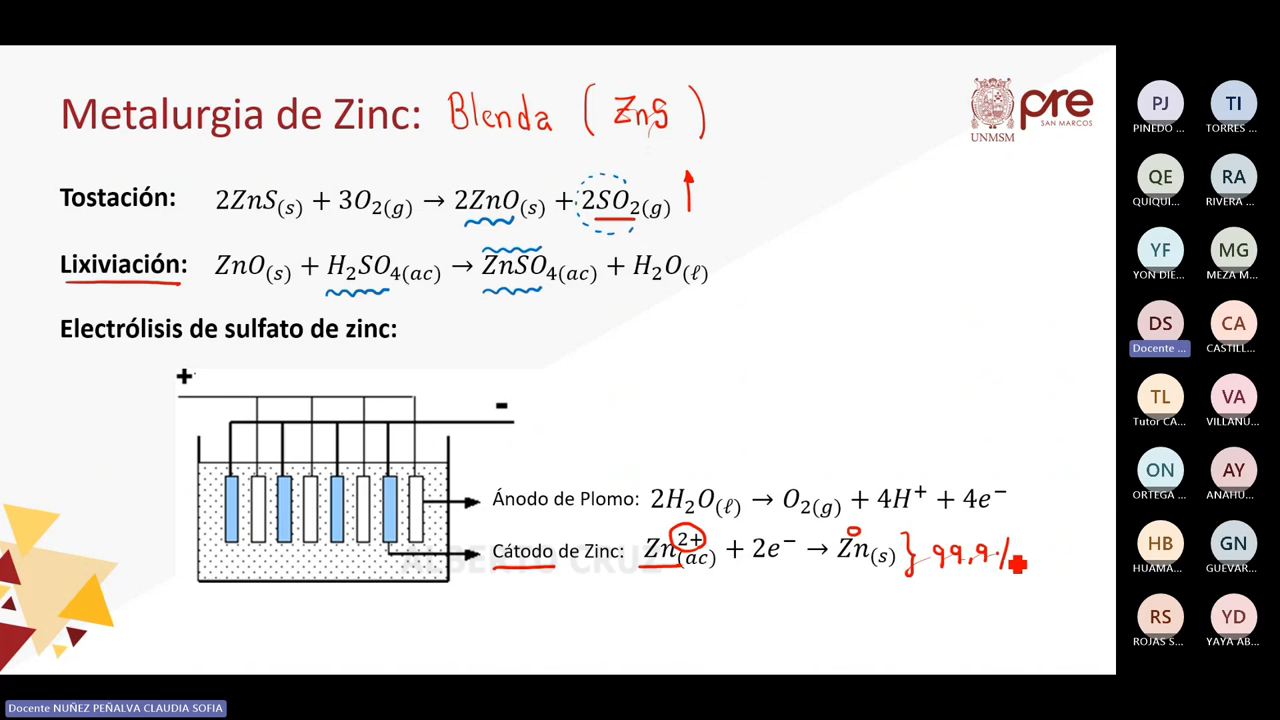 Metalurgia de Zinc: Blenda ( ZnS )
UNMSM pre SAN MARCOS
Tostación: 2ZnS(s) + 3O2(g) → 2ZnO(s) + 2SO2(g) ↑
Lixiviación: ZnO(s) + H2SO4(ac) → ZnSO4(ac) + H2O(ℓ)
Electrólisis de sulfato de zinc:
+
-
Ánodo de Plomo: 2H2O(ℓ) → O2(g) + 4H⁺ + 4e⁻
Cátodo de Zinc: Zn²⁺(ac) + 2e⁻ → Zn(s) } 99.9%
ALBERTO CRUZ
PJ TI
PINEDO ... TORRES ...
QE RA
QUIQUI... RIVERA ...
YF MG
YON DIE... MEZA M...
DS CA
Docente ... CASTILL...
TL VA
Tutor CA... VILLANU...
ON AY
ORTEGA ... ANAHU...
HB GN
HUAMA... GUEVAR...
RS YD
ROJAS S... YAYA AB...
Docente NUÑEZ PEÑALVA CLAUDIA SOFIA